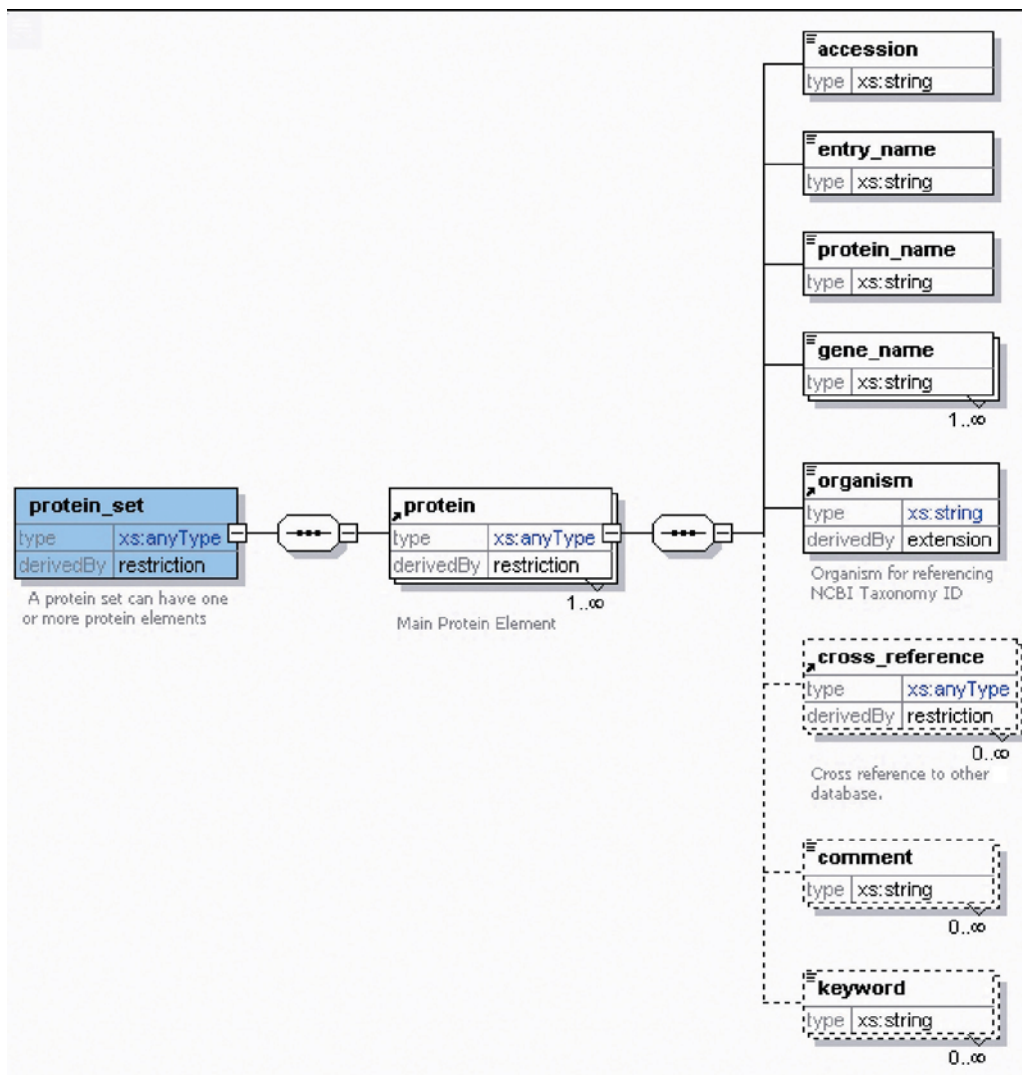 accession
type xs:string
entry_name
type xs:string
protein_name
type xs:string
gene_name
type xs:string
1..∞
protein_set
type xs:anyType
derivedBy restriction
A protein set can have one
or more protein elements
protein
type xs:anyType
derivedBy restriction
1..∞
Main Protein Element
organism
type xs:string
derivedBy extension
Organism for referencing
NCBI Taxonomy ID
cross_reference
type xs:anyType
derivedBy restriction
0..∞
Cross reference to other
database.
comment
type xs:string
0..∞
keyword
type xs:string
0..∞